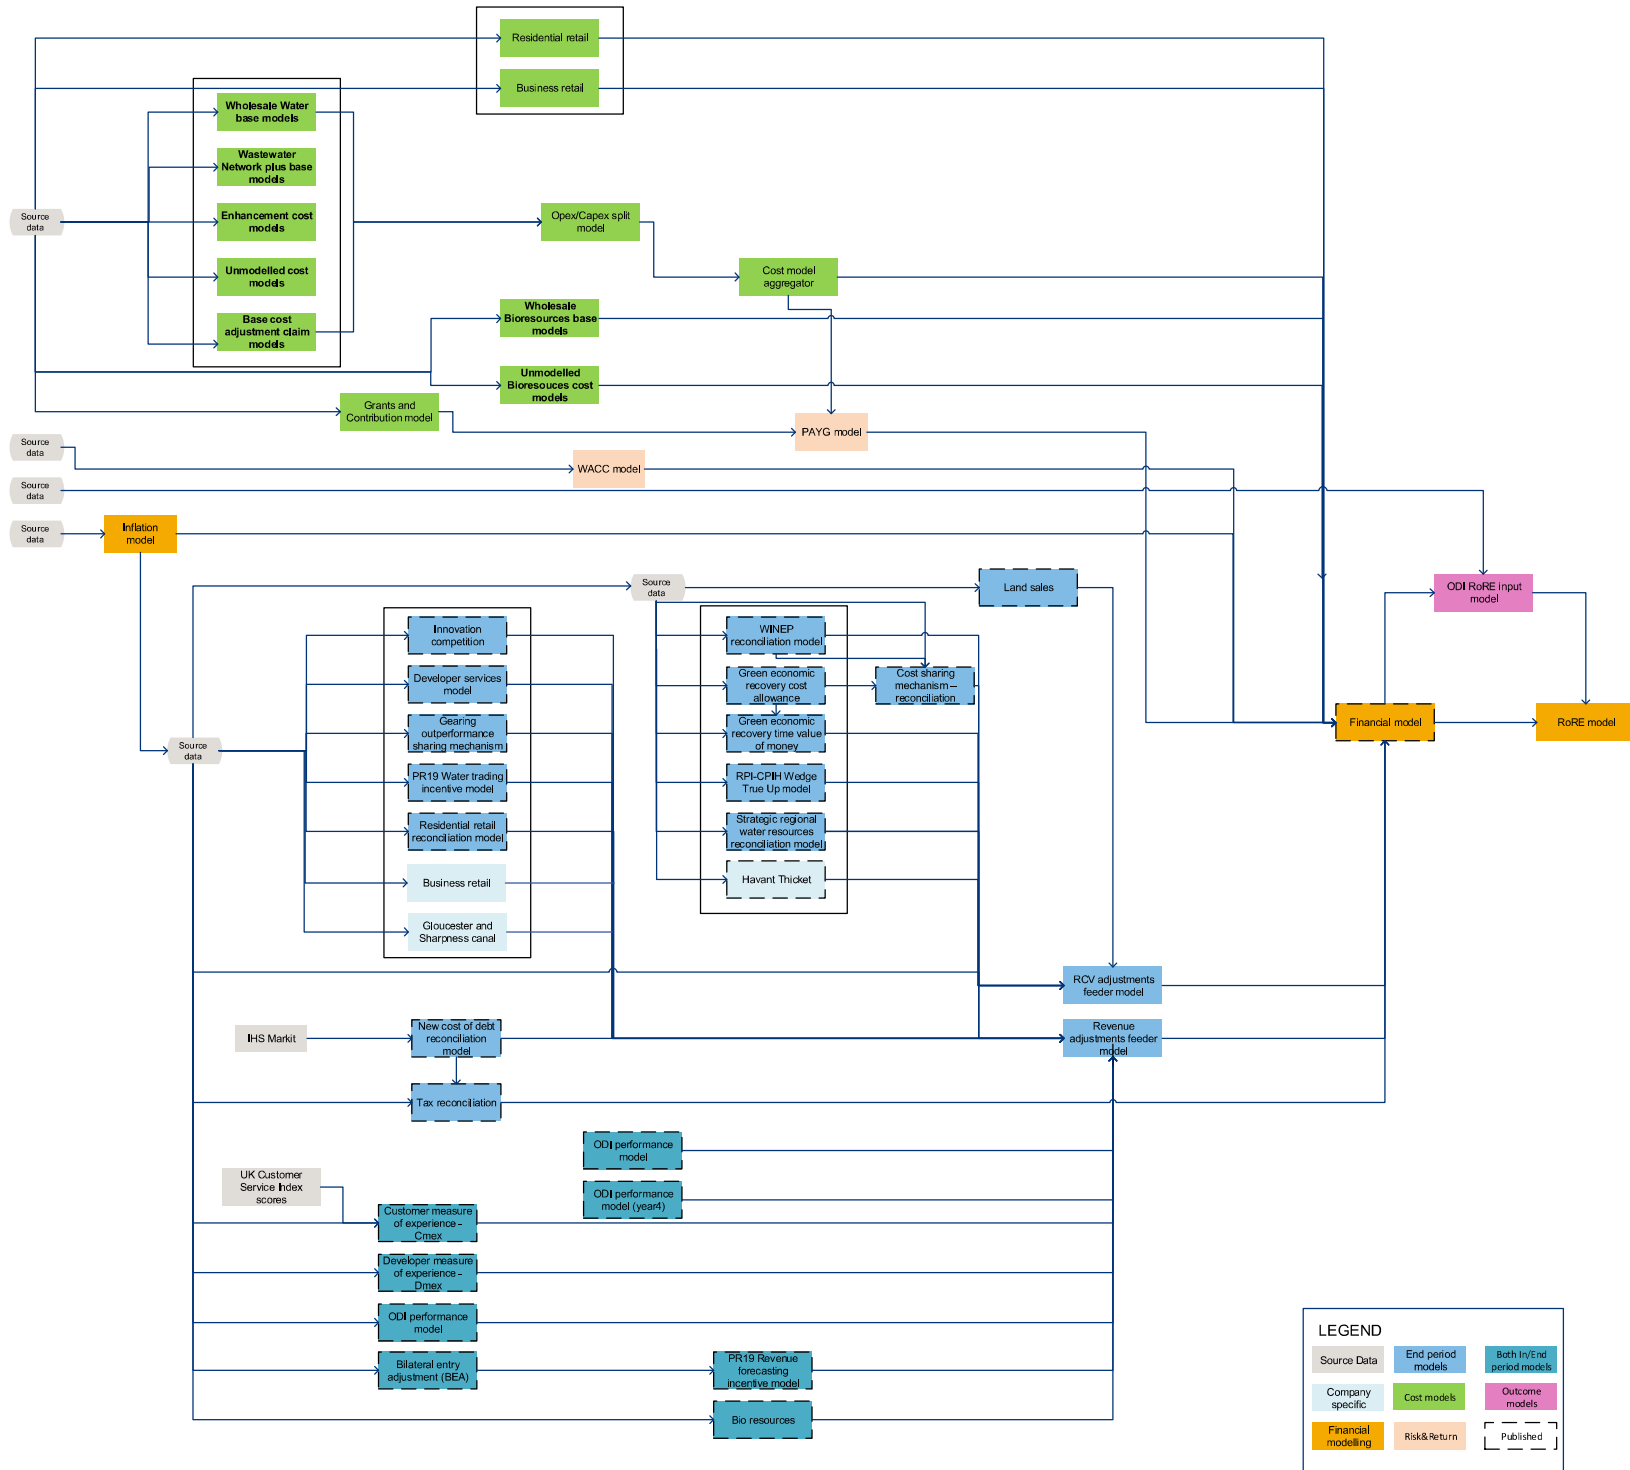 Residential retail
Business retail
Wholesale Water
base models
Wastewater
Network plus base
models
Source
data
Enhancement cost
models
Opex/Capex split
model
Unmodelled cost
models
Cost model
aggregator
Base cost
adjustment claim
models
Wholesale
Bioresources base
models
Unmodelled
Bioresouces cost
models
Grants and
Contribution model
PAYG model
Source
data
WACC model
Source
data
Source
data
Inflation
model
Source
data
Land sales
ODI RoRE input
model
Innovation
competition
WINEP
reconciliation model
Developer services
model
Green economic
recovery cost
allowance
Cost sharing
mechanism –
reconciliation
Gearing
outperformance
sharing mechanism
Green economic
recovery time value
of money
Financial model
RoRE model
Source
data
PR19 Water trading
incentive model
RPI-CPIH Wedge
True Up model
Residential retail
reconciliation model
Strategic regional
water resources
reconciliation model
Business retail
Havant Thicket
Gloucester and
Sharpness canal
RCV adjustments
feeder model
IHS Markit
New cost of debt
reconciliation
model
Revenue
adjustments feeder
model
Tax reconciliation
ODI performance
model
UK Customer
Service Index
scores
ODI performance
model (year4)
Customer measure
of experience –
Cmex
Developer measure
of experience -
Dmex
ODI performance
model
Bilateral entry
adjustment (BEA)
PR19 Revenue
forecasting
incentive model
Bio resources
LEGEND
Source Data
End period
models
Both In/End
period models
Company
specific
Cost models
Outcome
models
Financial
modelling
Risk&Return
Published